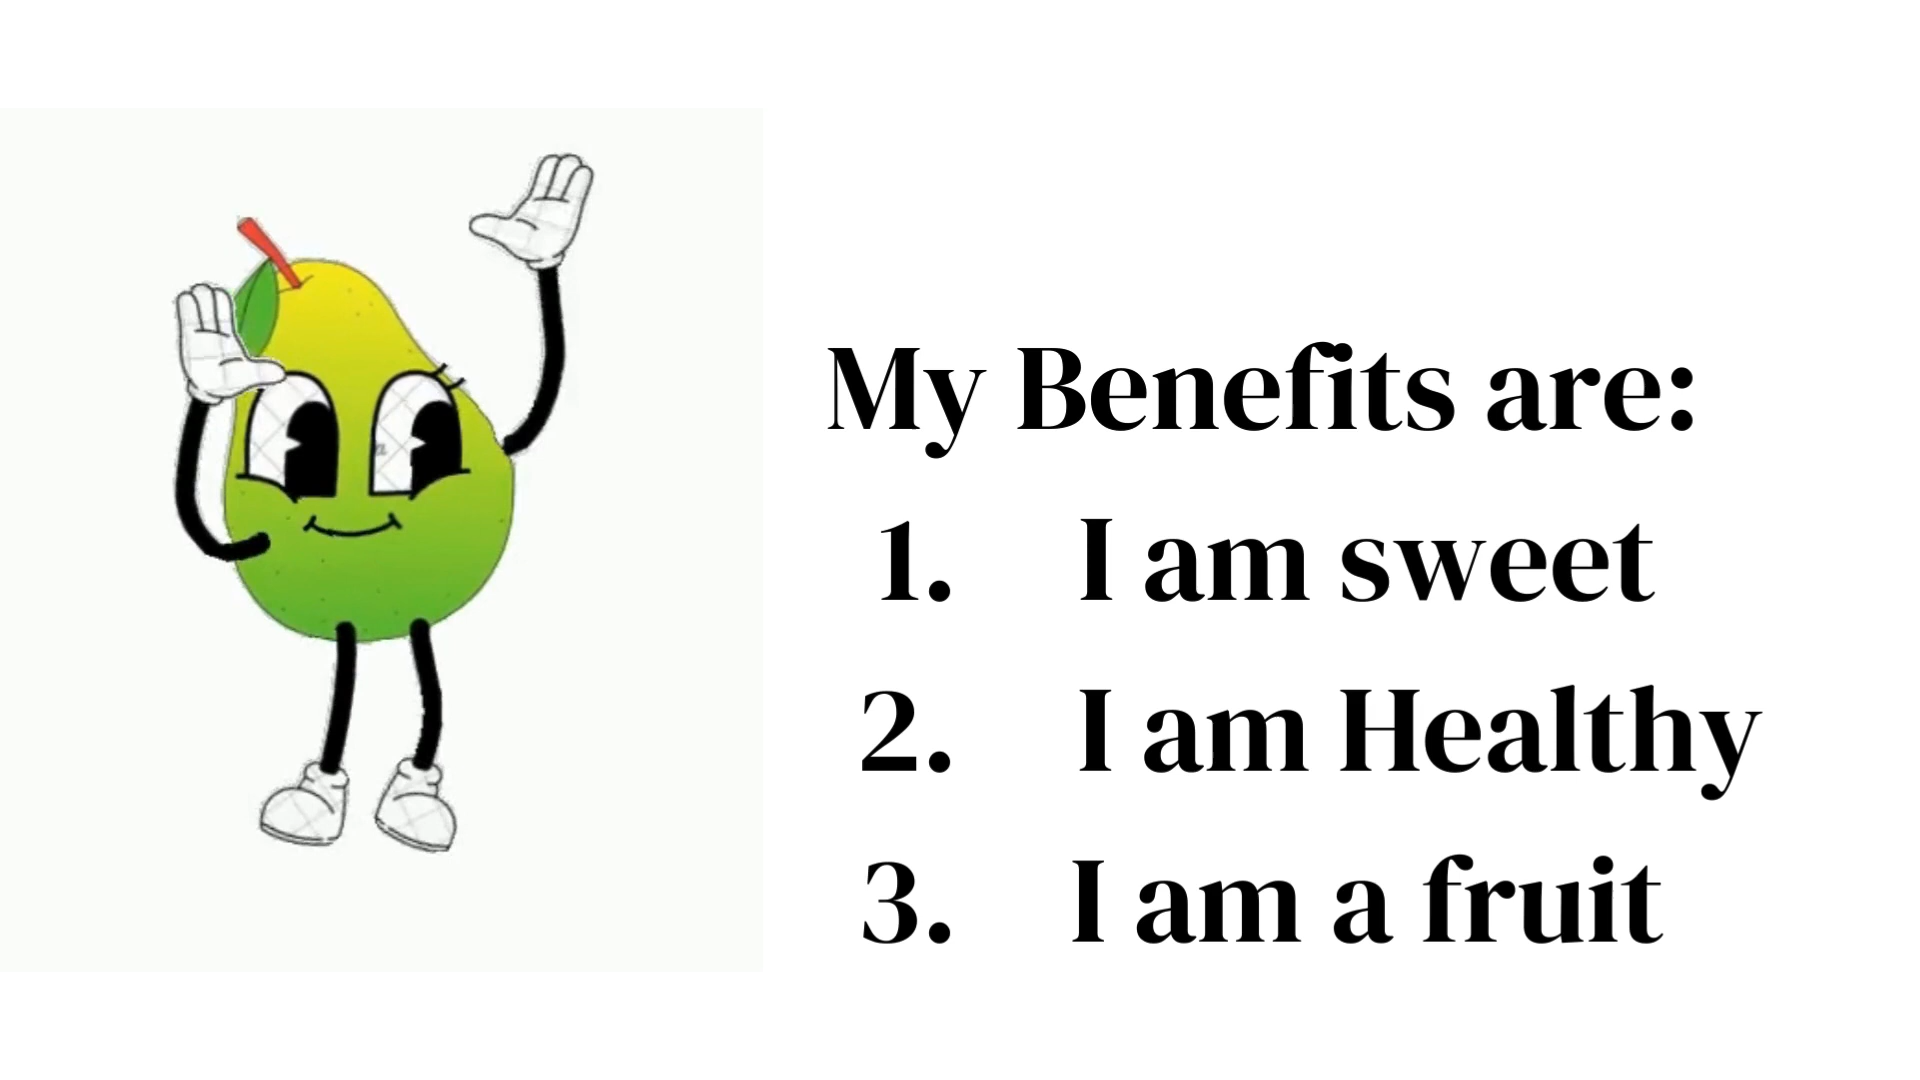 My Benefits are:
1. I am sweet
2. I am Healthy
3. I am a fruit